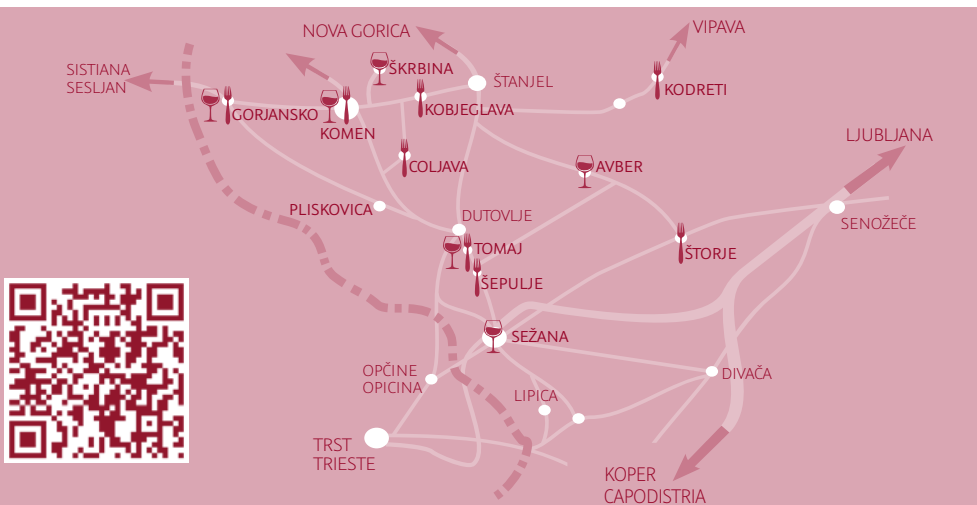 NOVA GORICA
VIPAVA
SISTIANA
SESLJAN
ŠKRBINA
ŠTANJEL
KODRETI
GORJANSKO
KOBJEGLAVA
KOMEN
LJUBLJANA
COLJAVA
AVBER
PLISKOVICA
DUTOVLJE
SENOŽEČE
TOMAJ
ŠTORJE
ŠEPULJE
SEŽANA
OPČINE
OPICINA
DIVAČA
LIPICA
TRST
TRIESTE
KOPER
CAPODISTRIA